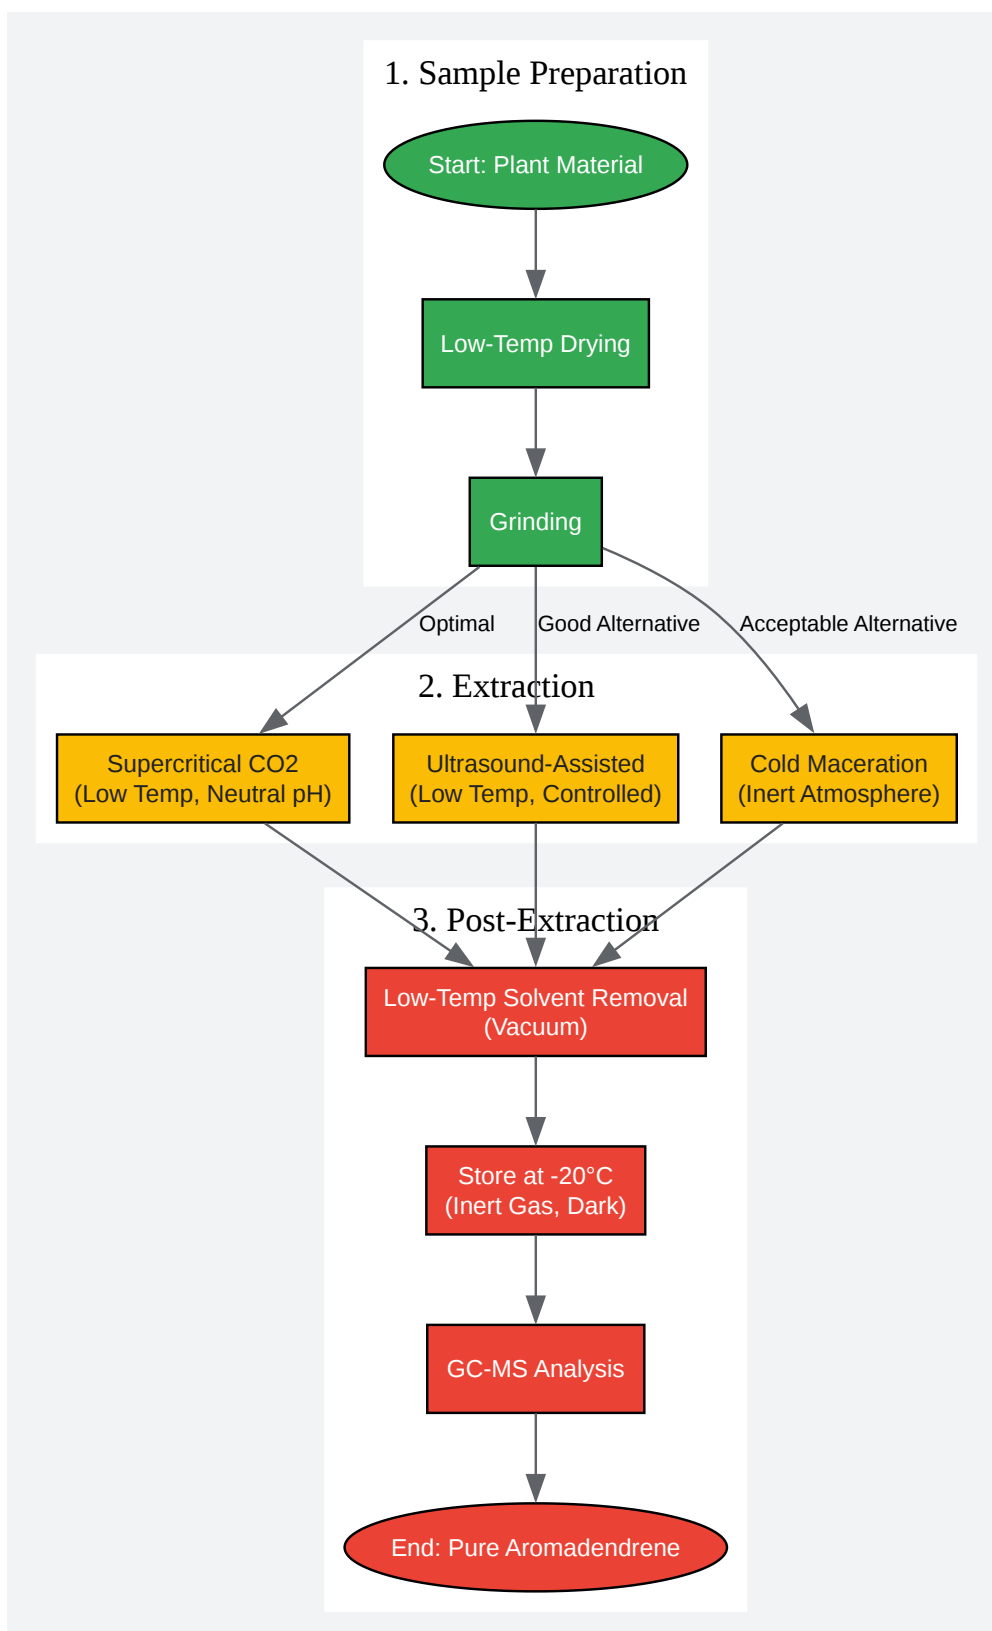 1. Sample Preparation
Start: Plant Material
Low-Temp Drying
Grinding
Optimal
Good Alternative
Acceptable Alternative
2. Extraction
Supercritical CO2
(Low Temp, Neutral pH)
Ultrasound-Assisted
(Low Temp, Controlled)
Cold Maceration
(Inert Atmosphere)
3. Post-Extraction
Low-Temp Solvent Removal
(Vacuum)
Store at -20°C
(Inert Gas, Dark)
GC-MS Analysis
End: Pure Aromadendrene